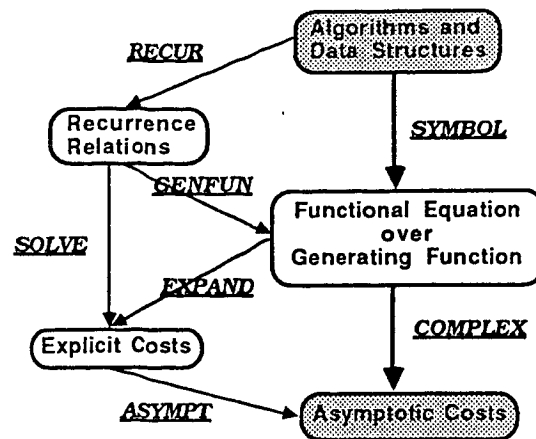 Algorithms and
Data Structures
RECUR
Recurrence
Relations
SYMBOL
GENFUN
Functional Equation
over
Generating Function
SOLVE
EXPAND
COMPLEX
Explicit Costs
ASYMPT
Asymptotic Costs